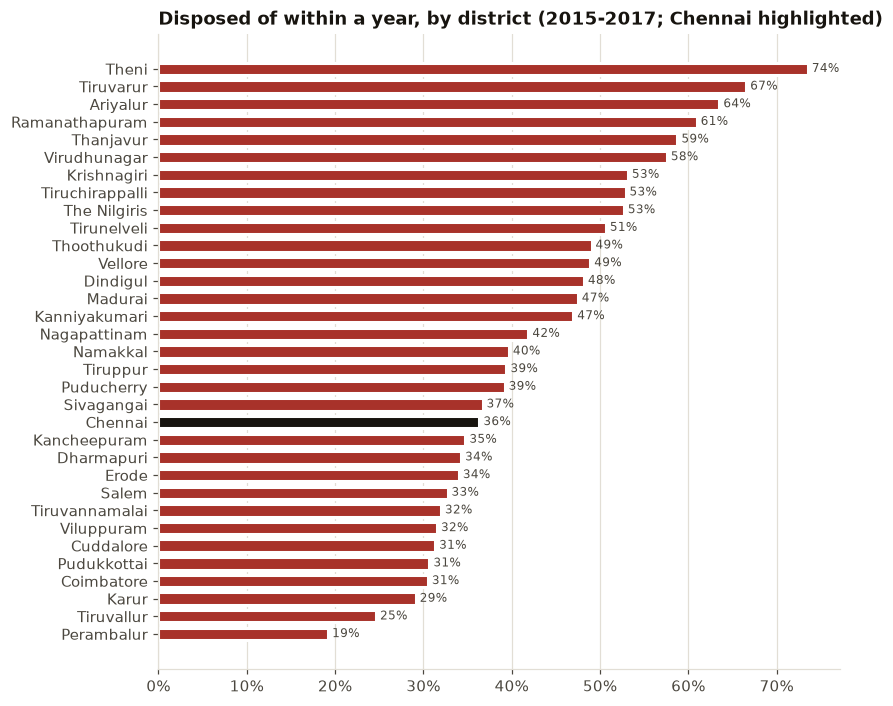 Disposed of within a year, by district (2015-2017; Chennai highlighted)
Theni 74%
Tiruvarur 67%
Ariyalur 64%
Ramanathapuram 61%
Thanjavur 59%
Virudhunagar 58%
Krishnagiri 53%
Tiruchirappalli 53%
The Nilgiris 53%
Tirunelveli 51%
Thoothukudi 49%
Vellore 49%
Dindigul 48%
Madurai 47%
Kanniyakumari 47%
Nagapattinam 42%
Namakkal 40%
Tiruppur 39%
Puducherry 39%
Sivagangai 37%
Chennai 36%
Kancheepuram 35%
Dharmapuri 34%
Erode 34%
Salem 33%
Tiruvannamalai 32%
Viluppuram 32%
Cuddalore 31%
Pudukkottai 31%
Coimbatore 31%
Karur 29%
Tiruvallur 25%
Perambalur 19%
0% 10% 20% 30% 40% 50% 60% 70%